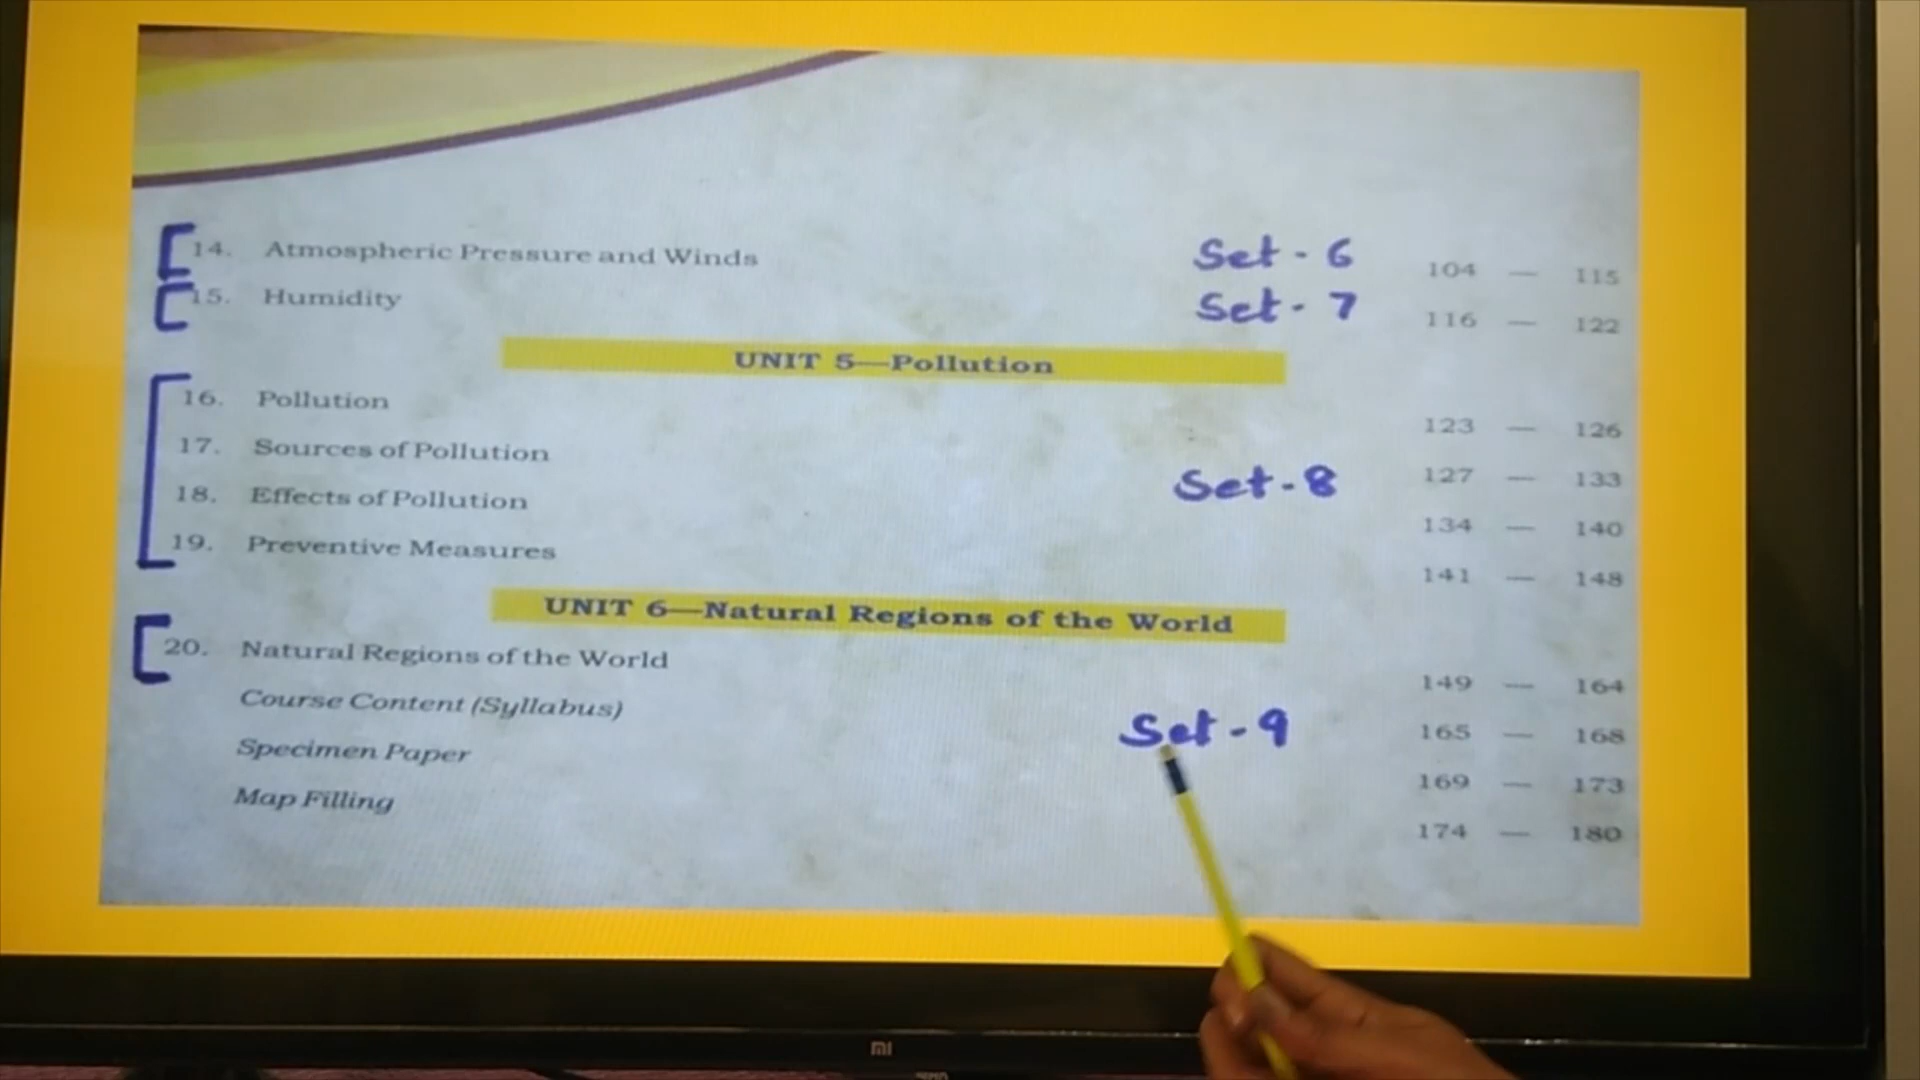 14. Atmospheric Pressure and Winds Set - 6 104 — 115
15. Humidity Set - 7 116 — 122
UNIT 5—Pollution
16. Pollution 123 — 126
17. Sources of Pollution 127 — 133
18. Effects of Pollution Set - 8 134 — 140
19. Preventive Measures 141 — 148
UNIT 6—Natural Regions of the World
20. Natural Regions of the World 149 — 164
Course Content (Syllabus) Set - 9 165 — 168
Specimen Paper 169 — 173
Map Filling 174 — 180
mi